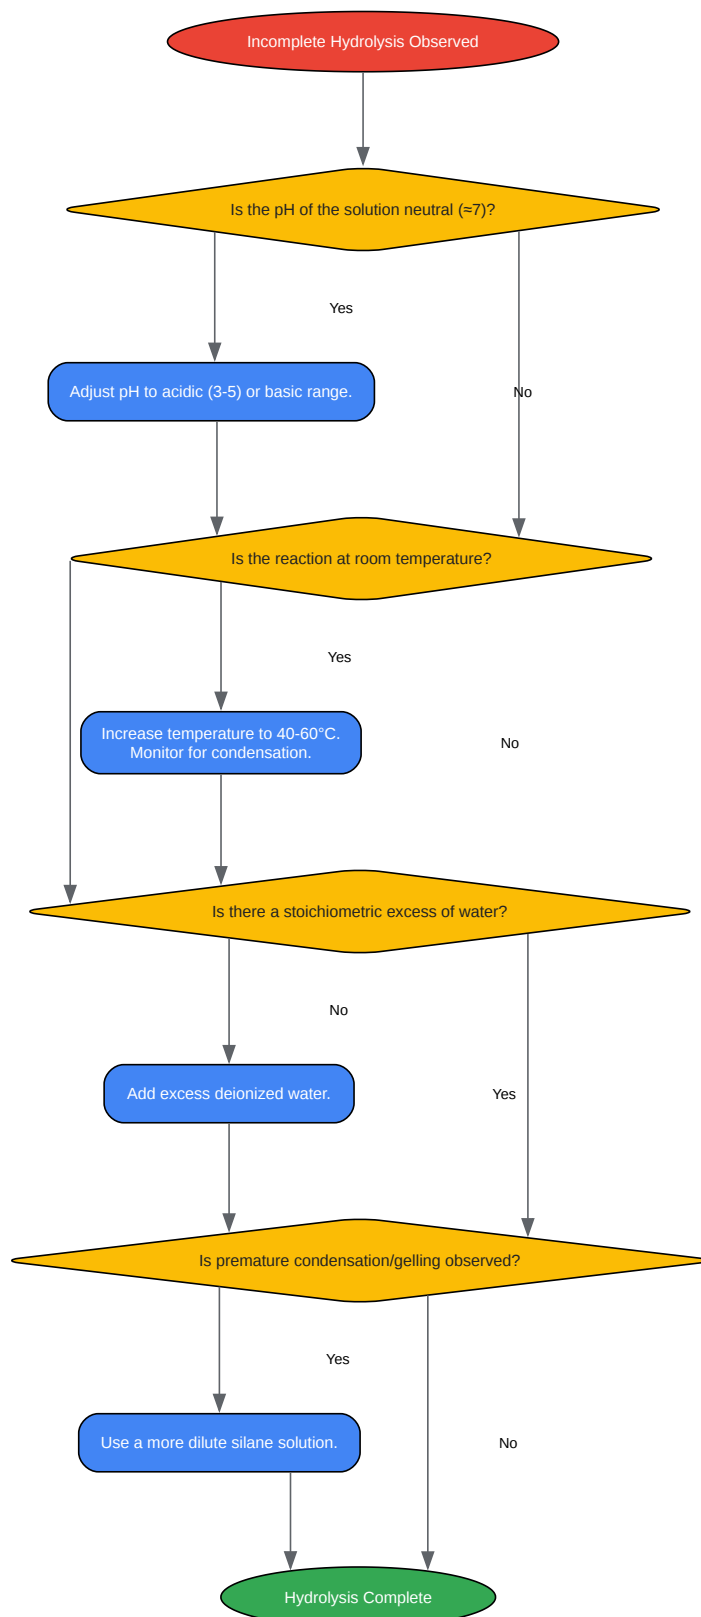 Incomplete Hydrolysis Observed
Is the pH of the solution neutral (≈7)?
Yes
Adjust pH to acidic (3-5) or basic range.
No
Is the reaction at room temperature?
Yes
Increase temperature to 40-60°C.
Monitor for condensation.
No
Is there a stoichiometric excess of water?
No
Add excess deionized water.
Yes
Is premature condensation/gelling observed?
Yes
Use a more dilute silane solution.
No
Hydrolysis Complete